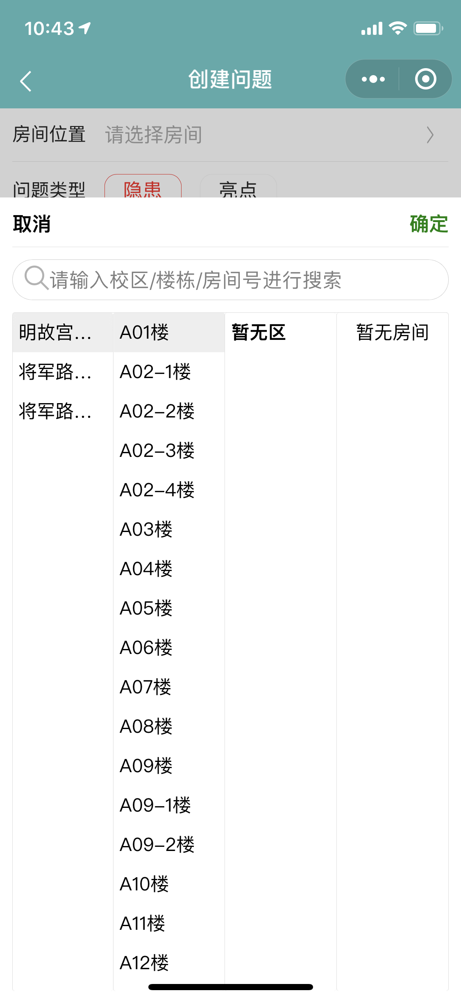 10:43
创建问题
房间位置 请选择房间
问题类型 隐患 亮点
取消 确定
请输入校区/楼栋/房间号进行搜索
明故宫... A01楼 暂无区 暂无房间
将军路... A02-1楼
将军路... A02-2楼
A02-3楼
A02-4楼
A03楼
A04楼
A05楼
A06楼
A07楼
A08楼
A09楼
A09-1楼
A09-2楼
A10楼
A11楼
A12楼